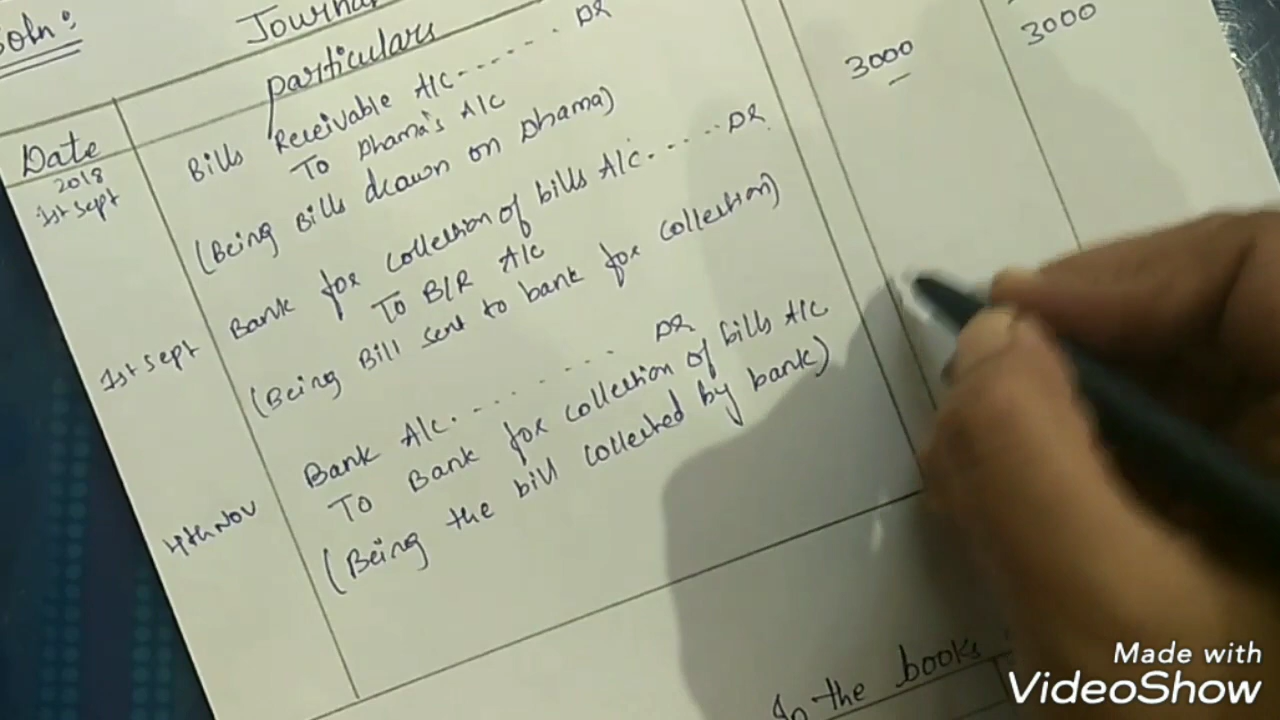 Soln:
Journal
Date
particulars
2018
1st Sept
Bills Receivable A/c------- DR
3000
To Dhama's A/c
3000
(Being Bills drawn on Dhama)
1st Sept
Bank for collection of bills A/c------ DR
To B/R A/c
(Being Bill sent to bank for collection)
4th Nov
Bank A/c.- - - - - - - - DR
To Bank for collection of bills A/c
(Being the bill collected by bank)
In the books
Made with
VideoShow